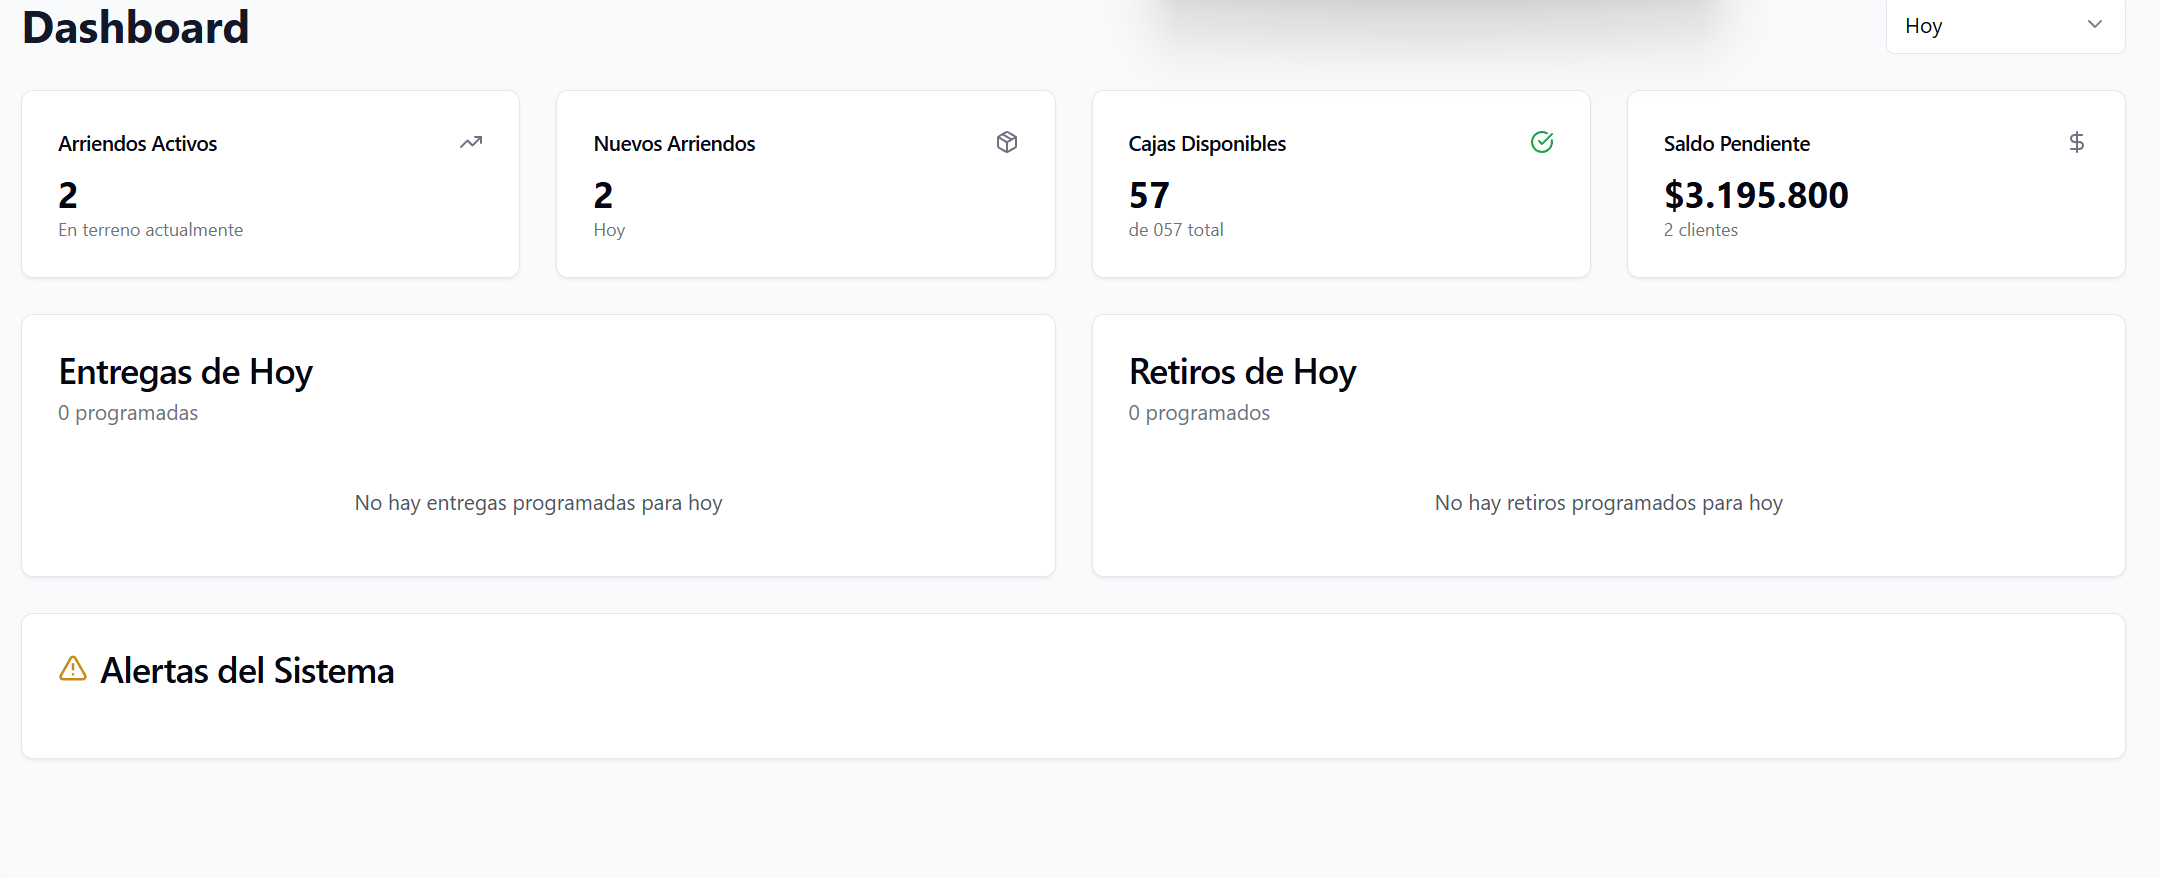 Dashboard
Hoy
Arriendos Activos
2
En terreno actualmente
Nuevos Arriendos
2
Hoy
Cajas Disponibles
57
de 057 total
Saldo Pendiente
$3.195.800
2 clientes
Entregas de Hoy
0 programadas
No hay entregas programadas para hoy
Retiros de Hoy
0 programados
No hay retiros programados para hoy
Alertas del Sistema